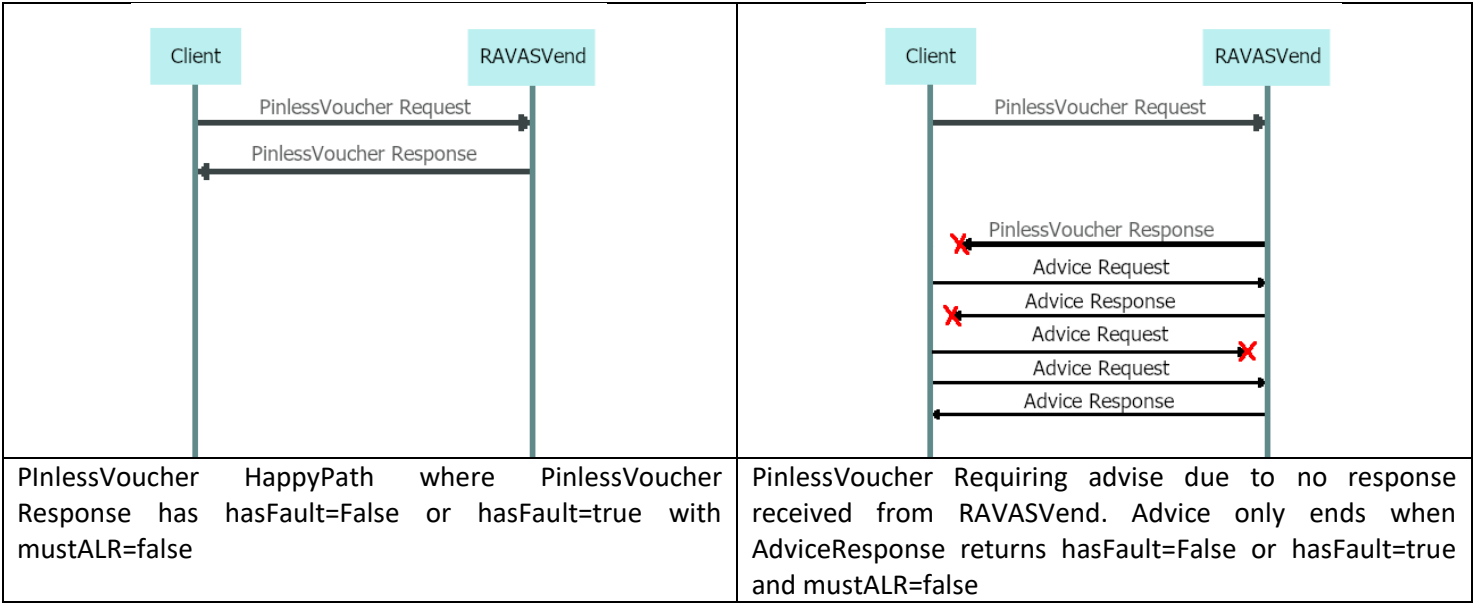 Client RAVASVend
PinlessVoucher Request
PinlessVoucher Response
PInlessVoucher HappyPath where PinlessVoucher
Response has hasFault=False or hasFault=true with
mustALR=false
Client RAVASVend
PinlessVoucher Request
PinlessVoucher Response
Advice Request
Advice Response
Advice Request
Advice Request
Advice Response
PinlessVoucher Requiring advise due to no response
received from RAVASVend. Advice only ends when
AdviceResponse returns hasFault=False or hasFault=true
and mustALR=false